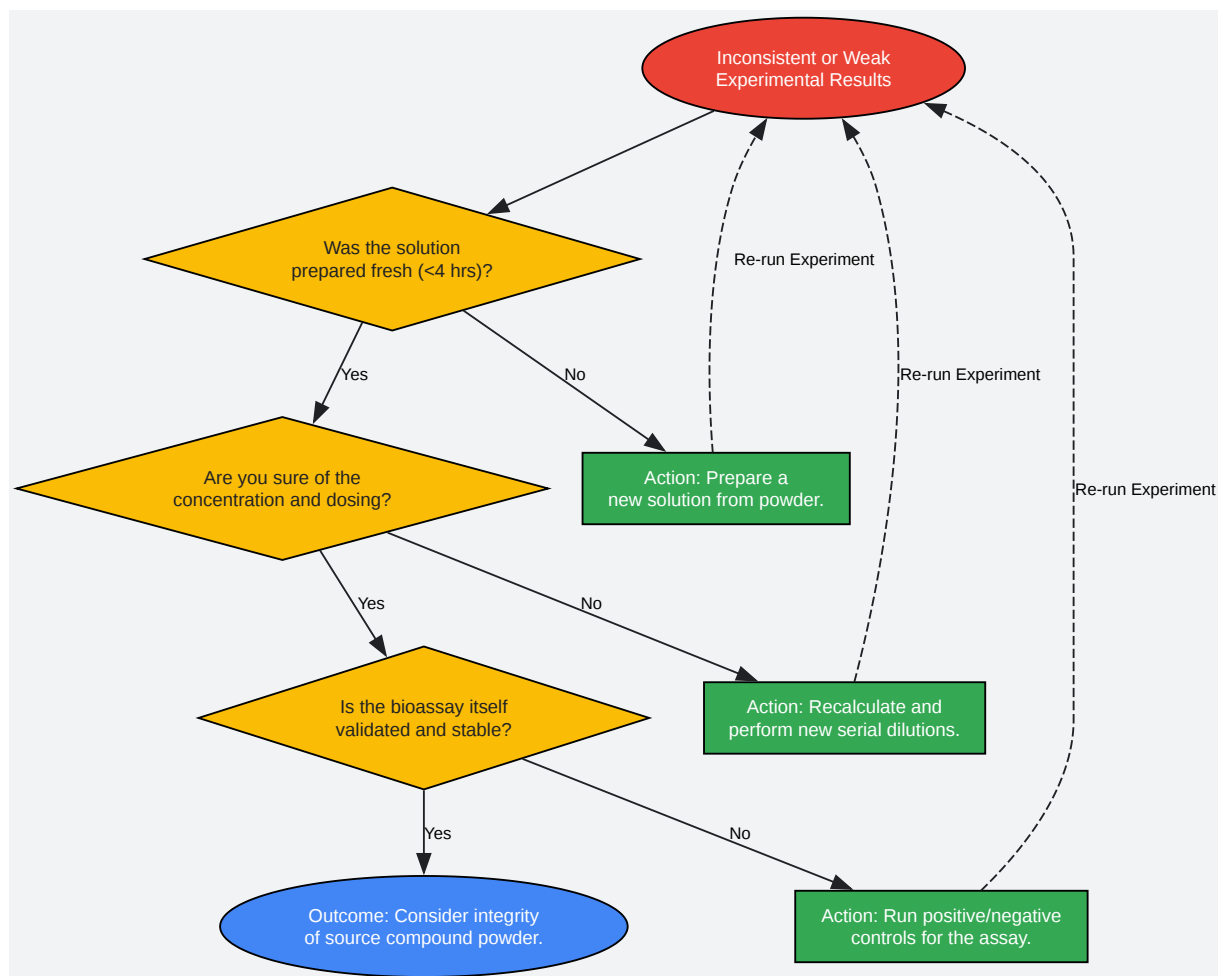 Inconsistent or Weak
Experimental Results
Was the solution
prepared fresh (<4 hrs)?
Re-run Experiment
Yes
No
Re-run Experiment
Are you sure of the
concentration and dosing?
Action: Prepare a
new solution from powder.
Re-run Experiment
Yes
No
Is the bioassay itself
validated and stable?
Action: Recalculate and
perform new serial dilutions.
Yes
No
Outcome: Consider integrity
of source compound powder.
Action: Run positive/negative
controls for the assay.